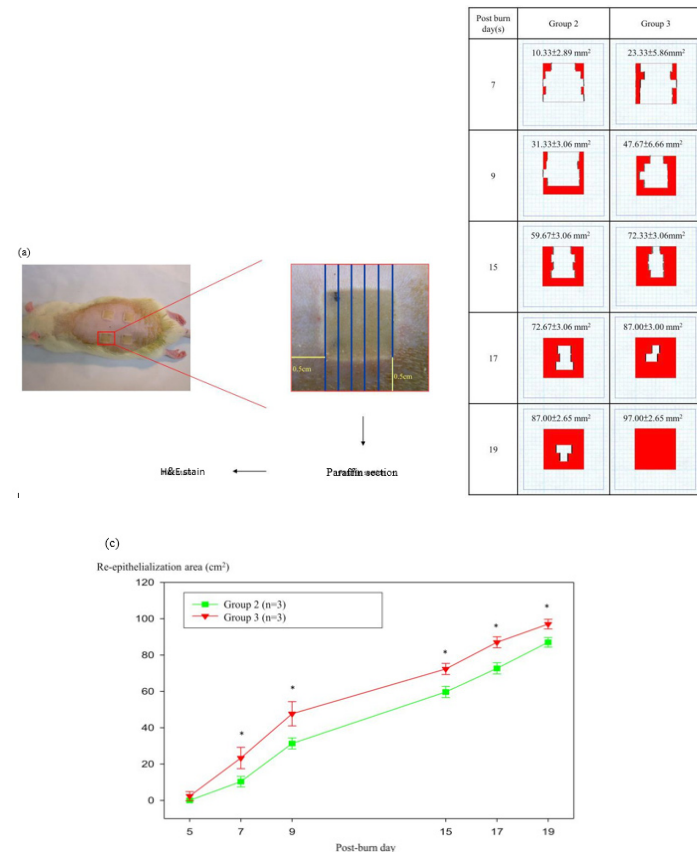 (a)
0.5cm
0.5cm
Paraffin section
H&E stain
Post burn day(s) Group 2 Group 3
7 10.33±2.89 mm² 23.33±5.86mm²
9 31.33±3.06 mm² 47.67±6.66 mm²
15 59.67±3.06 mm² 72.33±3.06mm²
17 72.67±3.06 mm² 87.00±3.00 mm²
19 87.00±2.65 mm² 97.00±2.65 mm²
(c)
Re-epithelialization area (cm²)
120
100
80
60
40
20
0
Group 2 (n=3)
Group 3 (n=3)
* * * * *
5 7 9 15 17 19
Post-burn day